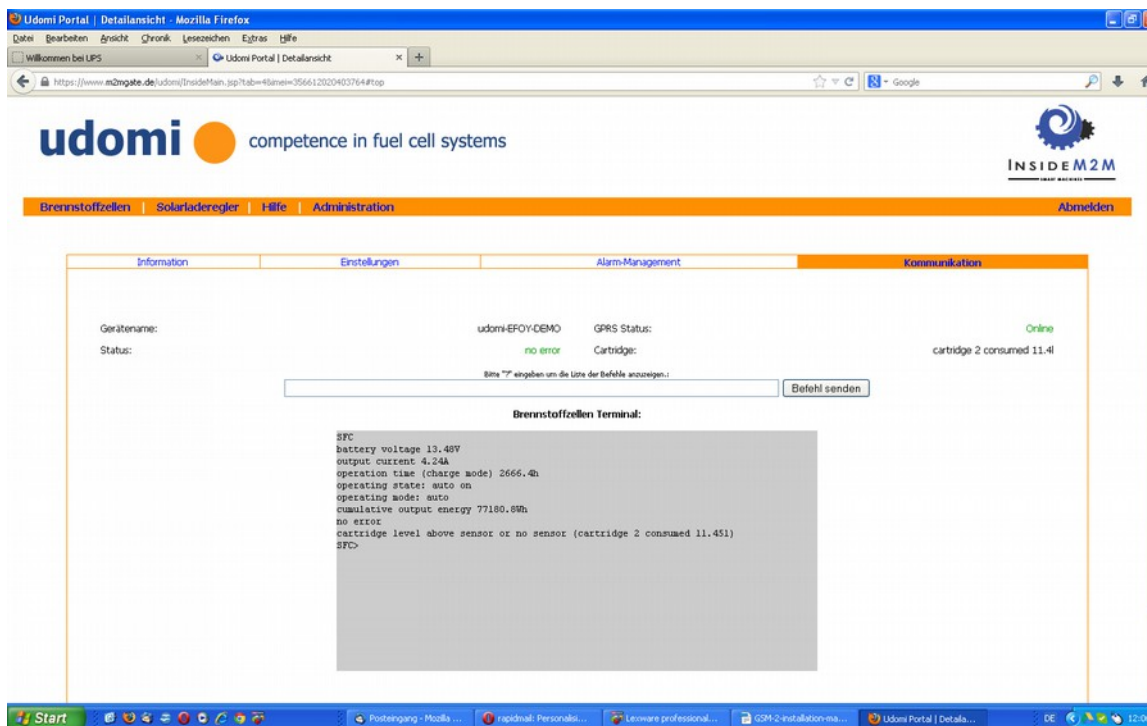 Udomi Portal | Detailansicht - Mozilla Firefox
Datei Bearbeiten Ansicht Chronik Lesezeichen Extras Hilfe
Willkommen bei UPS × Udomi Portal | Detailansicht × +
https://www.m2mgate.de/udomi/InsideMain.jsp?tab=4&imei=356612020403764#top Google
udomi competence in fuel cell systems
INSIDE M2M
SMART MACHINES
Brennstoffzellen | Solarladeregler | Hilfe | Administration Abmelden
Information Einstellungen Alarm-Management Kommunikation
Gerätename: udomi-EFOY-DEMO GPRS Status: Online
Status: no error Cartridge: cartridge 2 consumed 11.4l
Bitte "?" eingeben um die Liste der Befehle anzuzeigen.:
Befehl senden
Brennstoffzellen Terminal:
SFC
battery voltage 13.48V
output current 4.24A
operation time (charge mode) 2666.4h
operating state: auto on
operating mode: auto
cumulative output energy 77180.8Wh
no error
cartridge level above sensor or no sensor (cartridge 2 consumed 11.45l)
SFC>
Start Posteingang - Mozilla ... rapidmail: Personalisi... Lexware professional... GSM-2-installation-ma... Udomi Portal | Detaila... DE